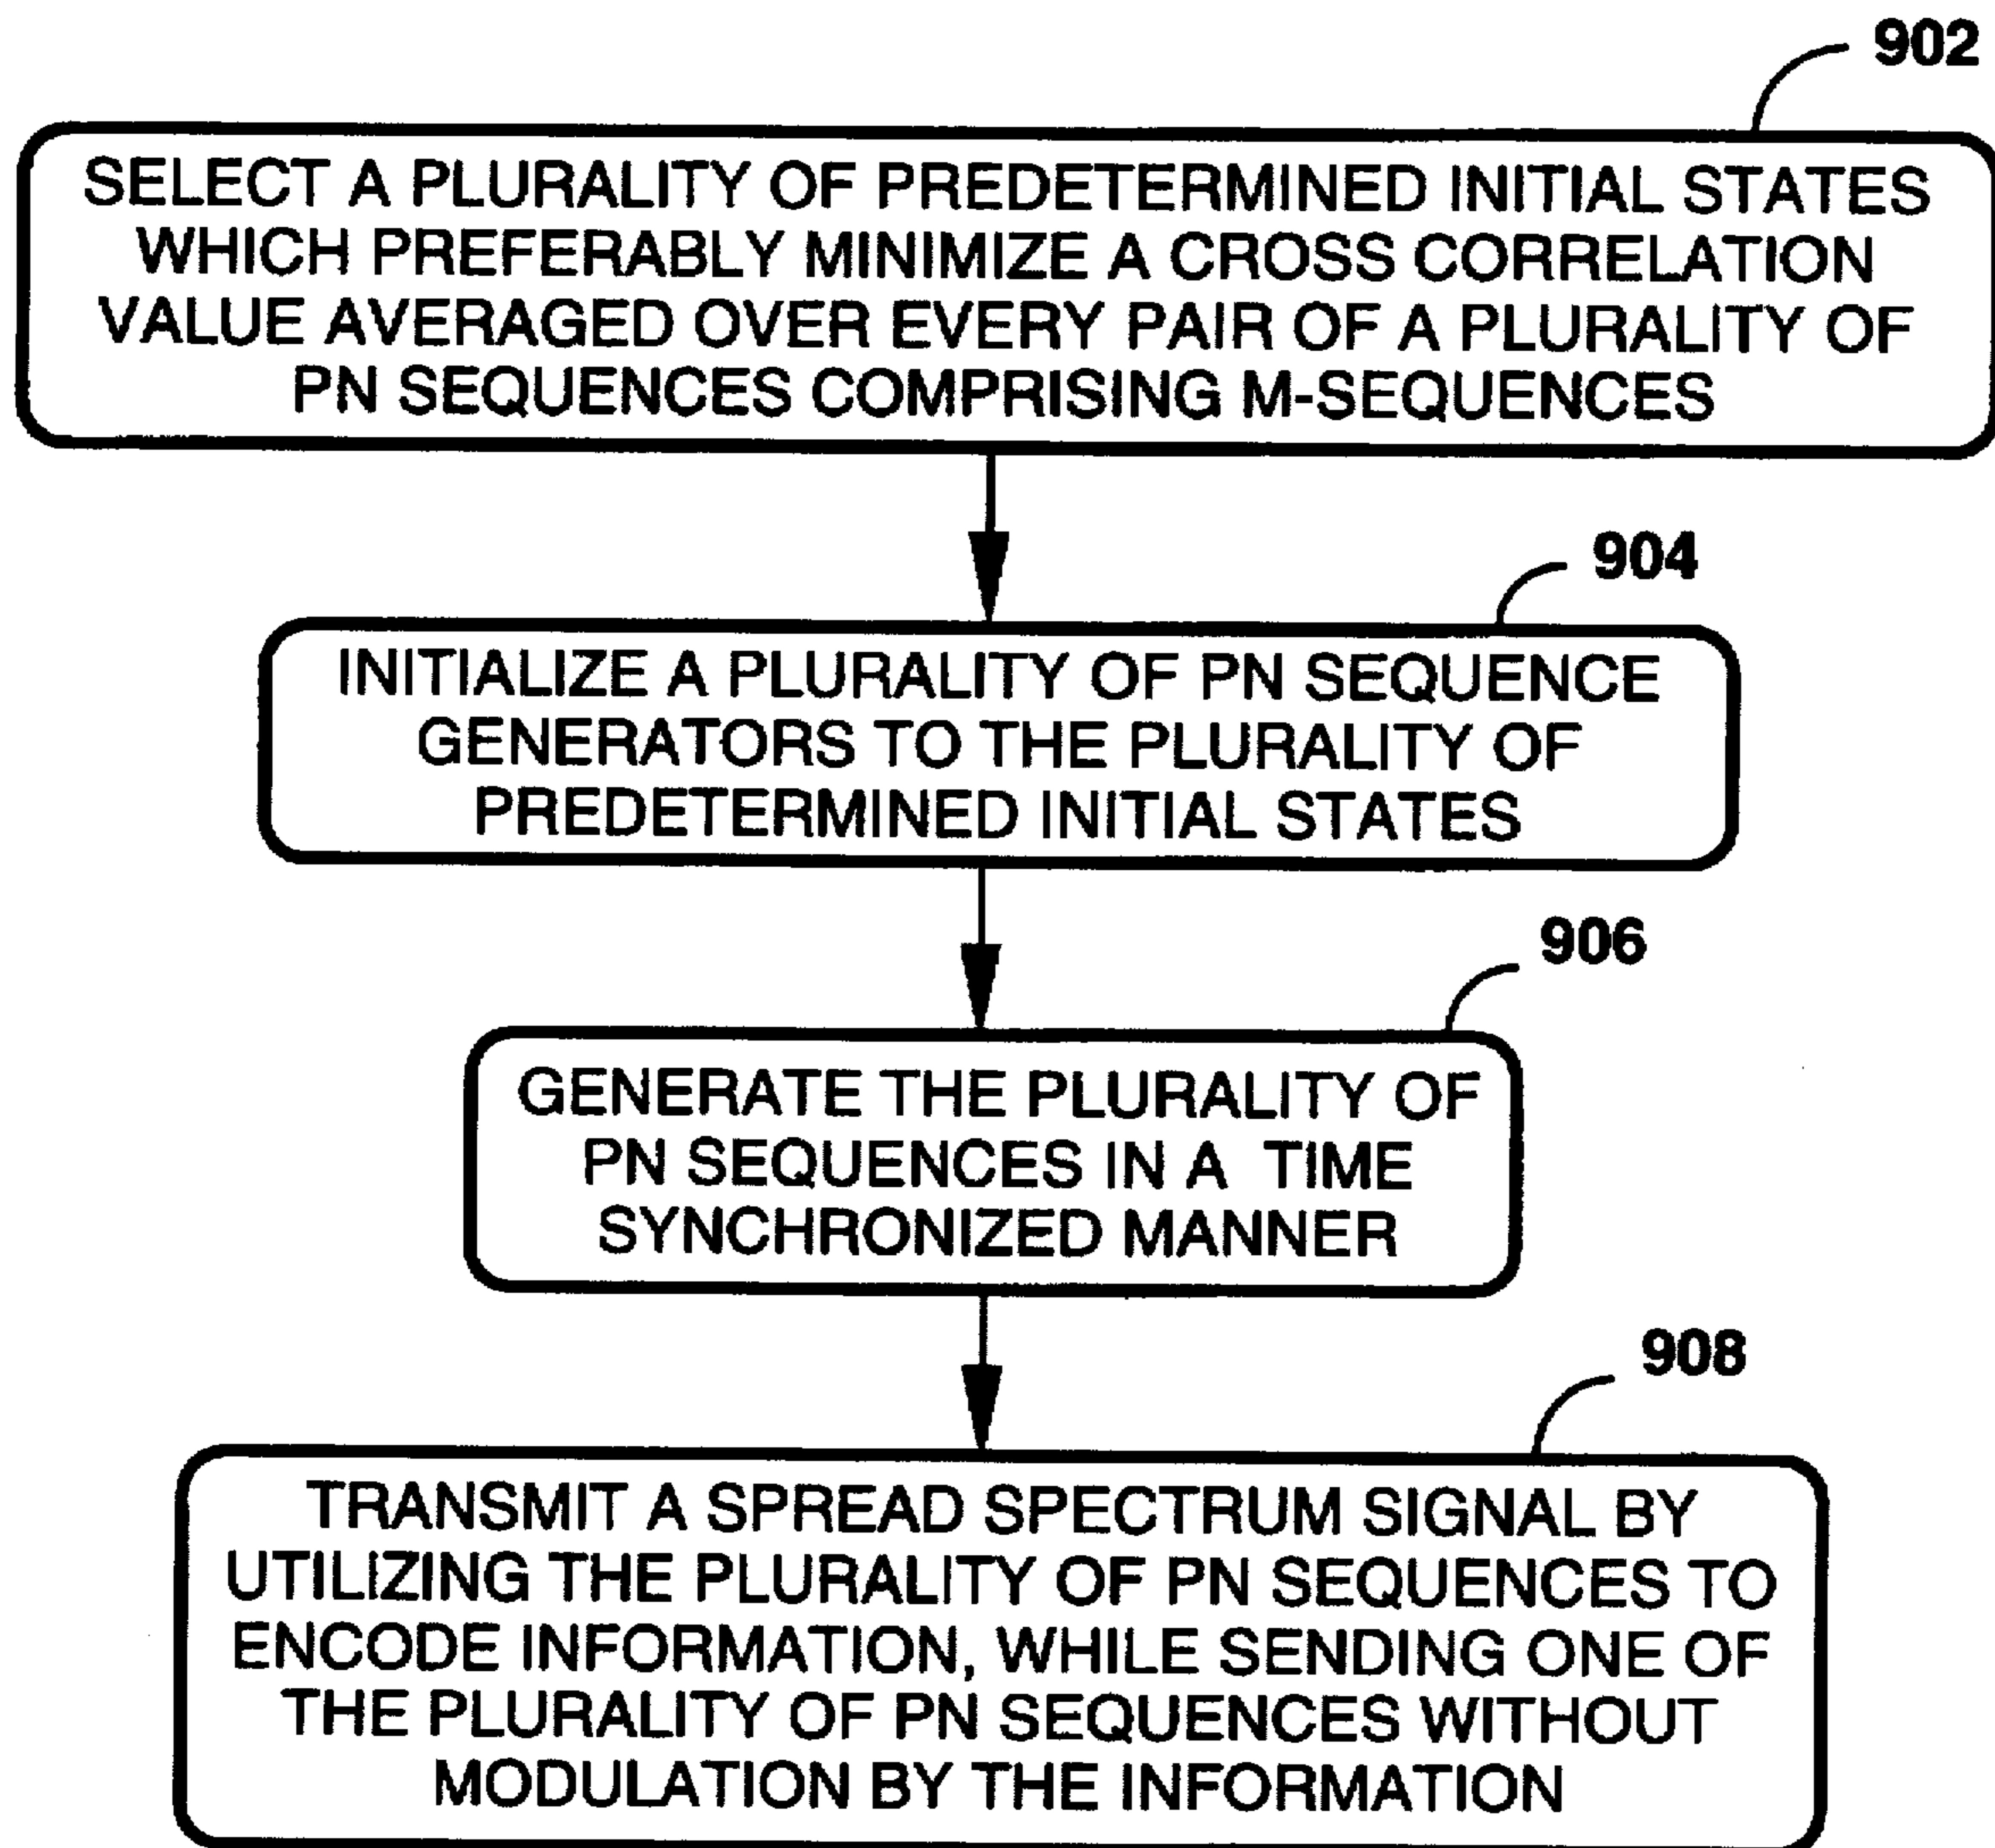 902
SELECT A PLURALITY OF PREDETERMINED INITIAL STATES
WHICH PREFERABLY MINIMIZE A CROSS CORRELATION
VALUE AVERAGED OVER EVERY PAIR OF A PLURALITY OF
PN SEQUENCES COMPRISING M-SEQUENCES
904
INITIALIZE A PLURALITY OF PN SEQUENCE
GENERATORS TO THE PLURALITY OF
PREDETERMINED INITIAL STATES
906
GENERATE THE PLURALITY OF
PN SEQUENCES IN A TIME
SYNCHRONIZED MANNER
908
TRANSMIT A SPREAD SPECTRUM SIGNAL BY
UTILIZING THE PLURALITY OF PN SEQUENCES TO
ENCODE INFORMATION, WHILE SENDING ONE OF
THE PLURALITY OF PN SEQUENCES WITHOUT
MODULATION BY THE INFORMATION